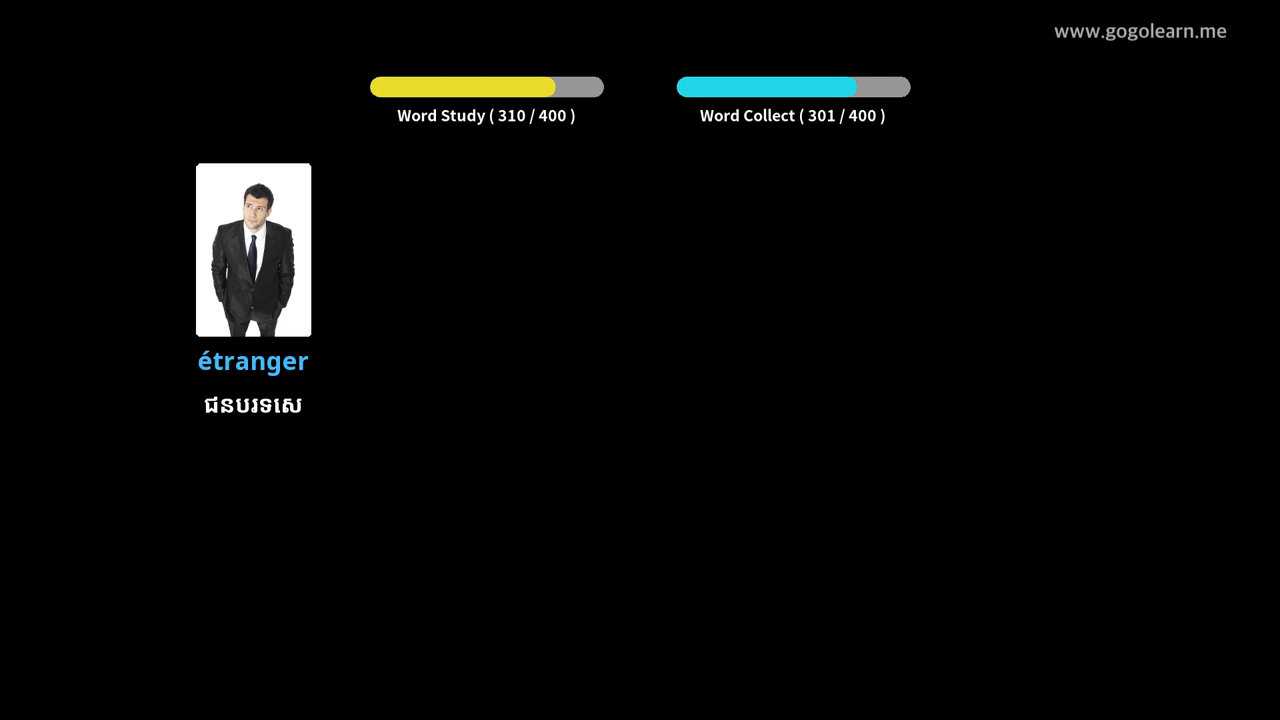 www.gogolearn.me
Word Study ( 310 / 400 )
Word Collect ( 301 / 400 )
étranger
ជនបរទេស